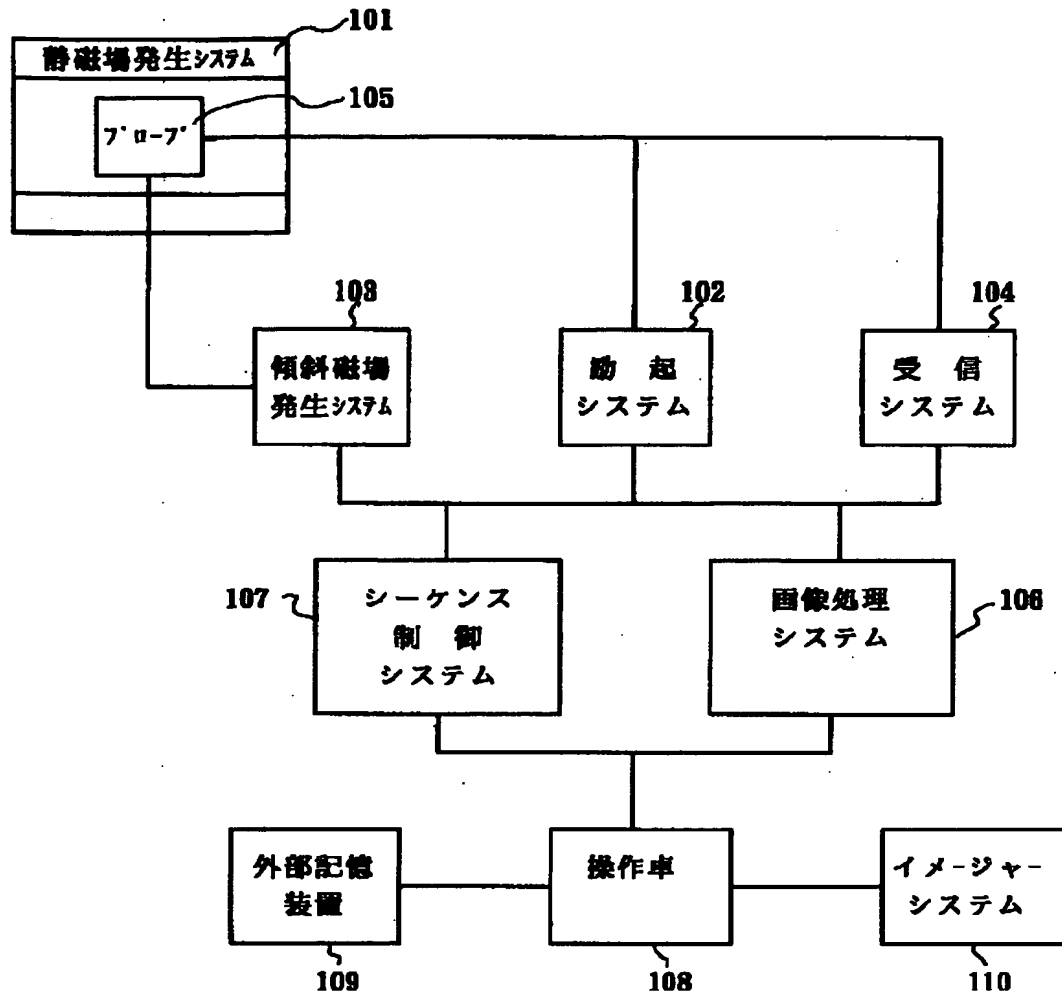 101
静磁場発生システム
105
プローブ
103
102
104
傾斜磁場
発生システム
励 起
システム
受 信
システム
107
シーケンス
制 御
システム
画像処理
システム
106
外部記憶
装置
操作卓
イメージャー
システム
109
108
110